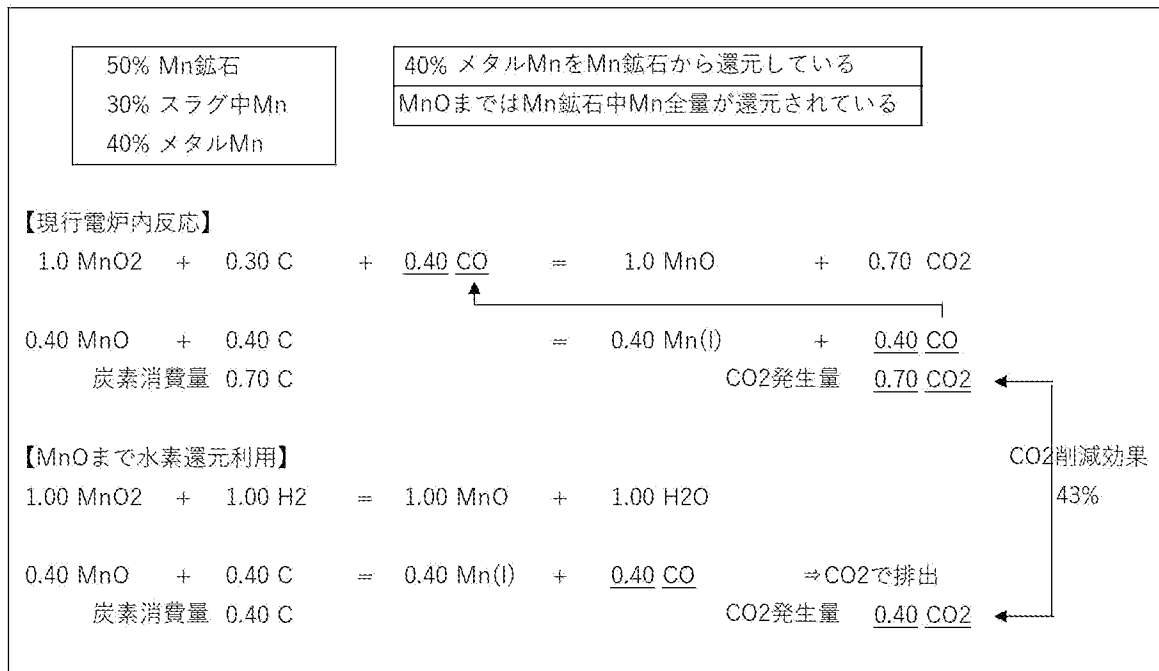 50% Mn鉱石
30% スラグ中Mn
40% メタルMn
40% メタルMnをMn鉱石から還元している
MnOまではMn鉱石中Mn全量が還元されている
【現行電炉内反応】
1.0 MnO2 + 0.30 C + 0.40 CO = 1.0 MnO + 0.70 CO2
0.40 MnO + 0.40 C = 0.40 Mn(l) + 0.40 CO
炭素消費量 0.70 C CO2発生量 0.70 CO2
【MnOまで水素還元利用】
CO2削減効果
43%
1.00 MnO2 + 1.00 H2 = 1.00 MnO + 1.00 H2O
0.40 MnO + 0.40 C = 0.40 Mn(l) + 0.40 CO ⇒CO2で排出
炭素消費量 0.40 C CO2発生量 0.40 CO2